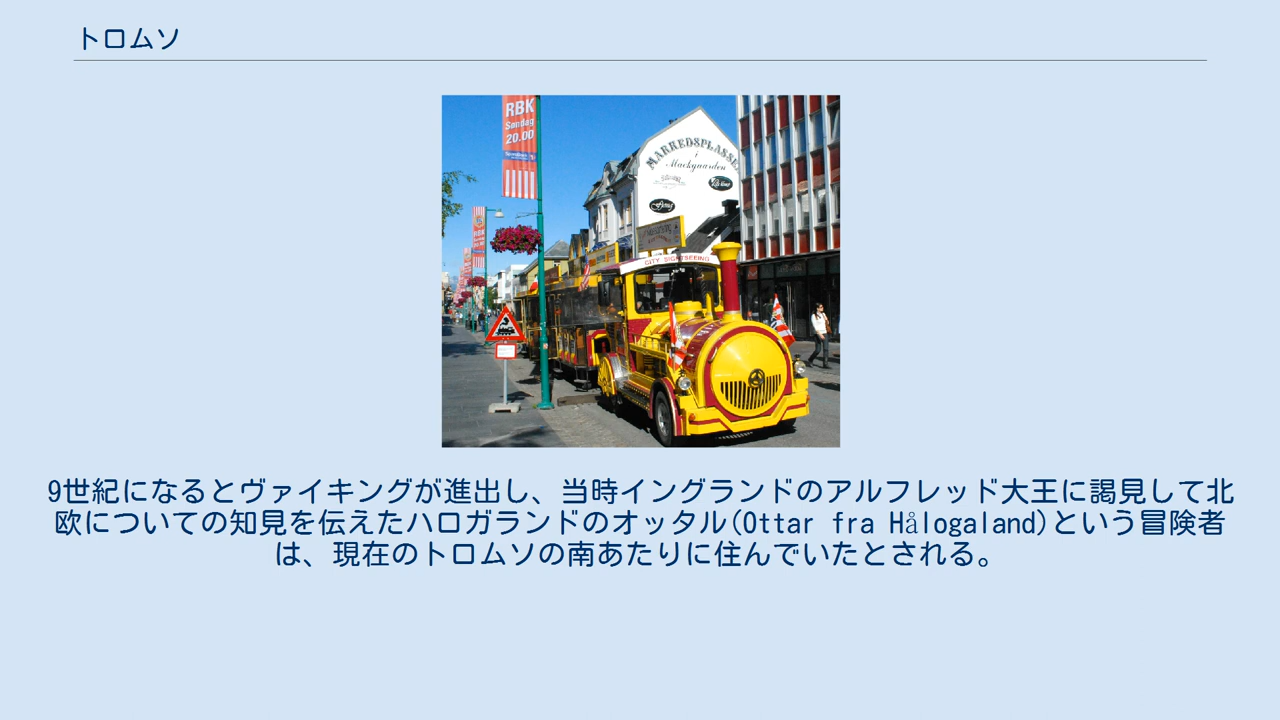 トロムソ
RBK
Søndag
20.00
MARREDSPLASSE
Mackgaarden
CITY SIGHTSEEING
9世紀になるとヴァイキングが進出し、当時イングランドのアルフレッド大王に謁見して北
欧についての知見を伝えたハロガランドのオッタル(Ottar fra Hålogaland)という冒険者
は、現在のトロムソの南あたりに住んでいたとされる。